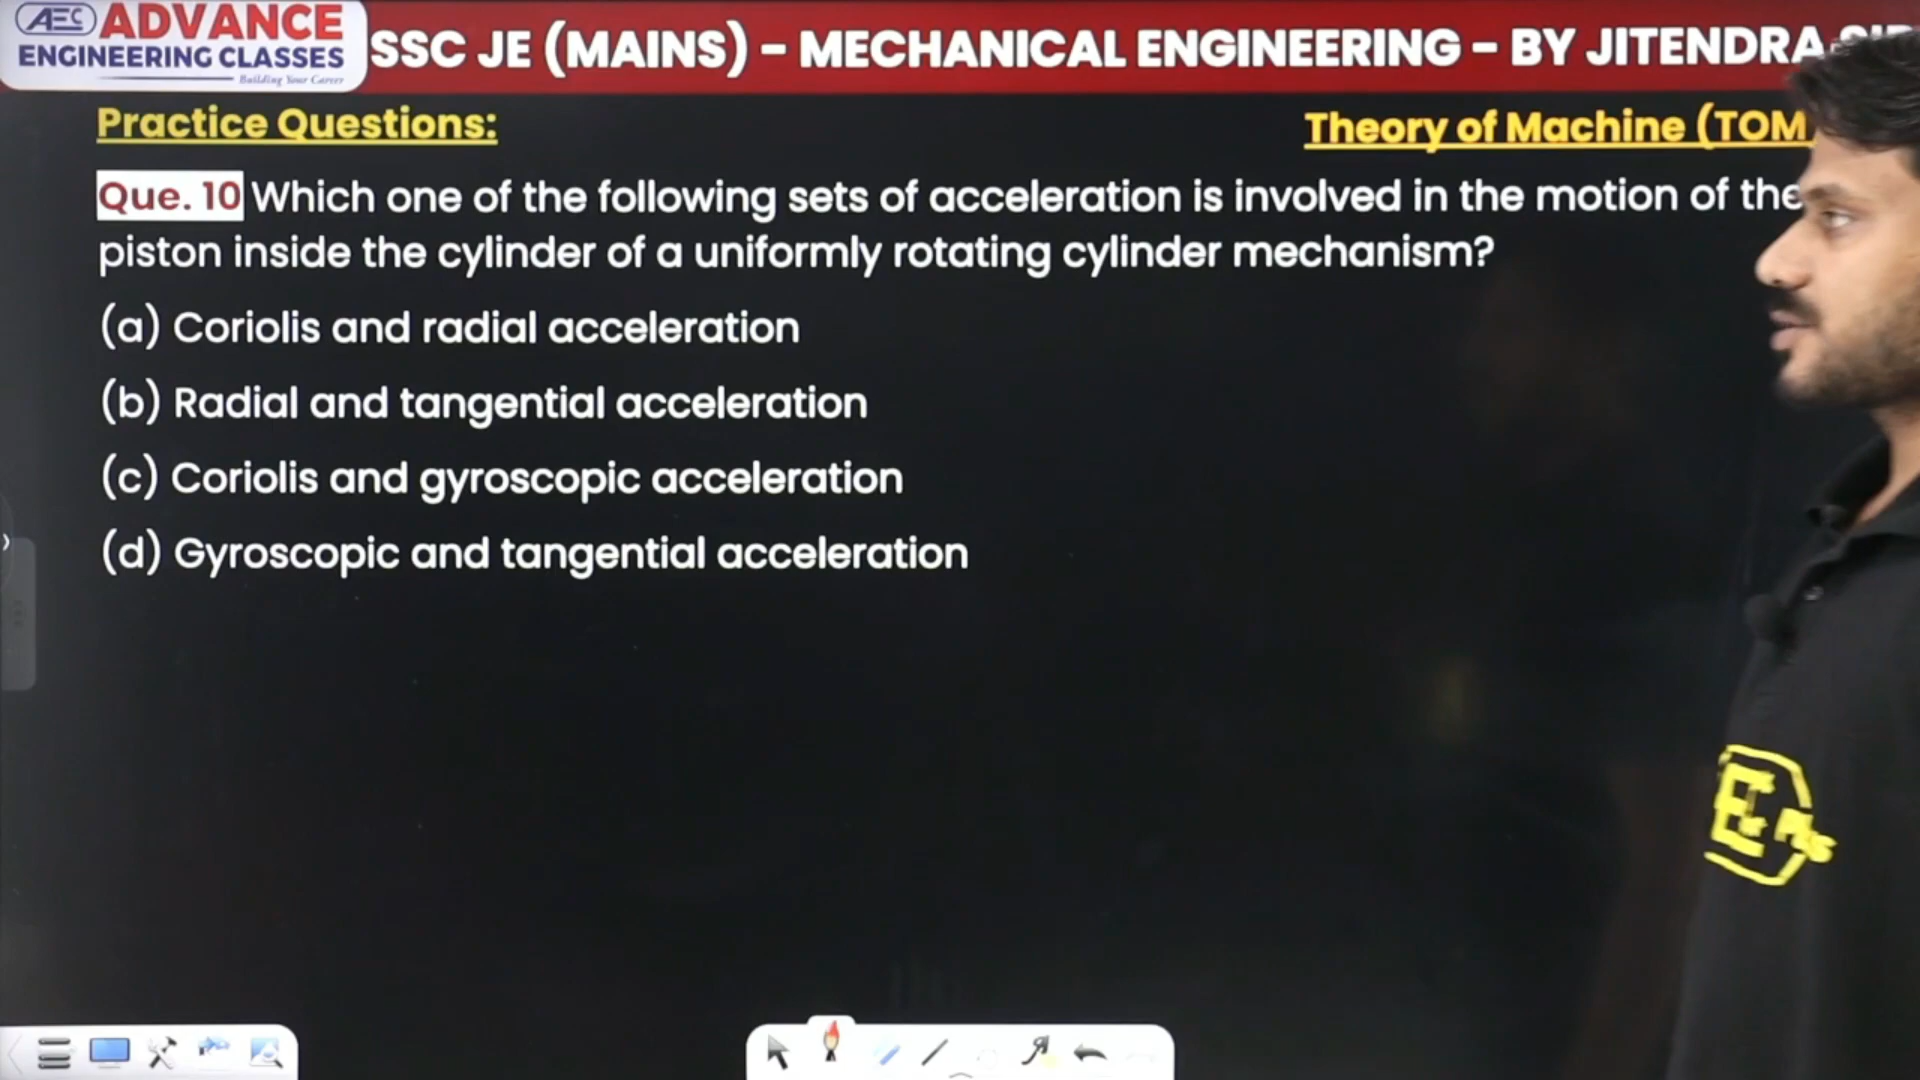 AEC ADVANCE
ENGINEERING CLASSES
Building Your Career
SSC JE (MAINS) - MECHANICAL ENGINEERING - BY JITENDRA
Practice Questions:
Theory of Machine (TOM
Que. 10 Which one of the following sets of acceleration is involved in the motion of the
piston inside the cylinder of a uniformly rotating cylinder mechanism?
(a) Coriolis and radial acceleration
(b) Radial and tangential acceleration
(c) Coriolis and gyroscopic acceleration
(d) Gyroscopic and tangential acceleration